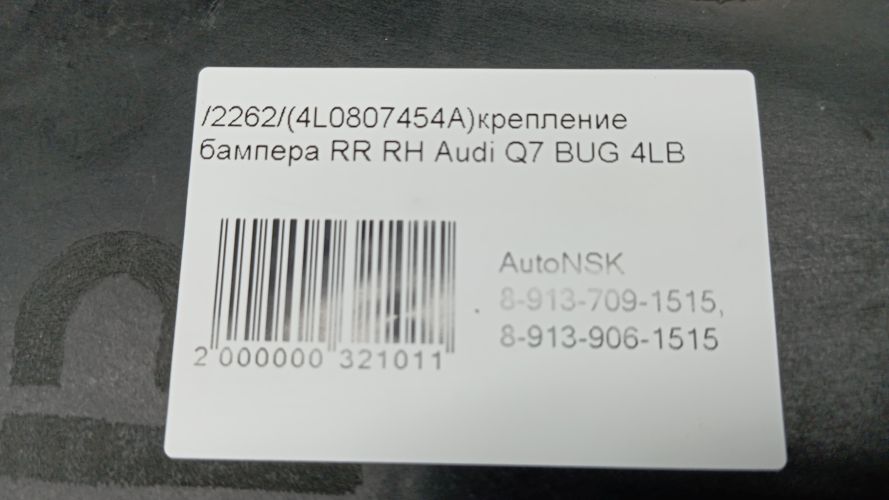 /2262/(4L0807454A)крепление
бампера RR RH Audi Q7 BUG 4LB
AutoNSK
8-913-709-1515,
8-913-906-1515
2 000000 321011